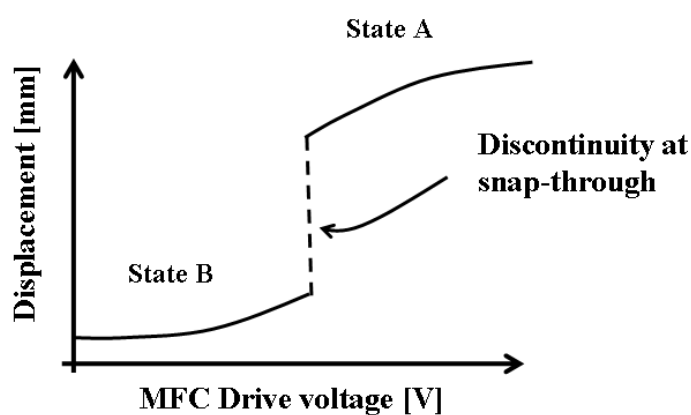 State A
Displacement [mm]
Discontinuity at
snap-through
State B
MFC Drive voltage [V]